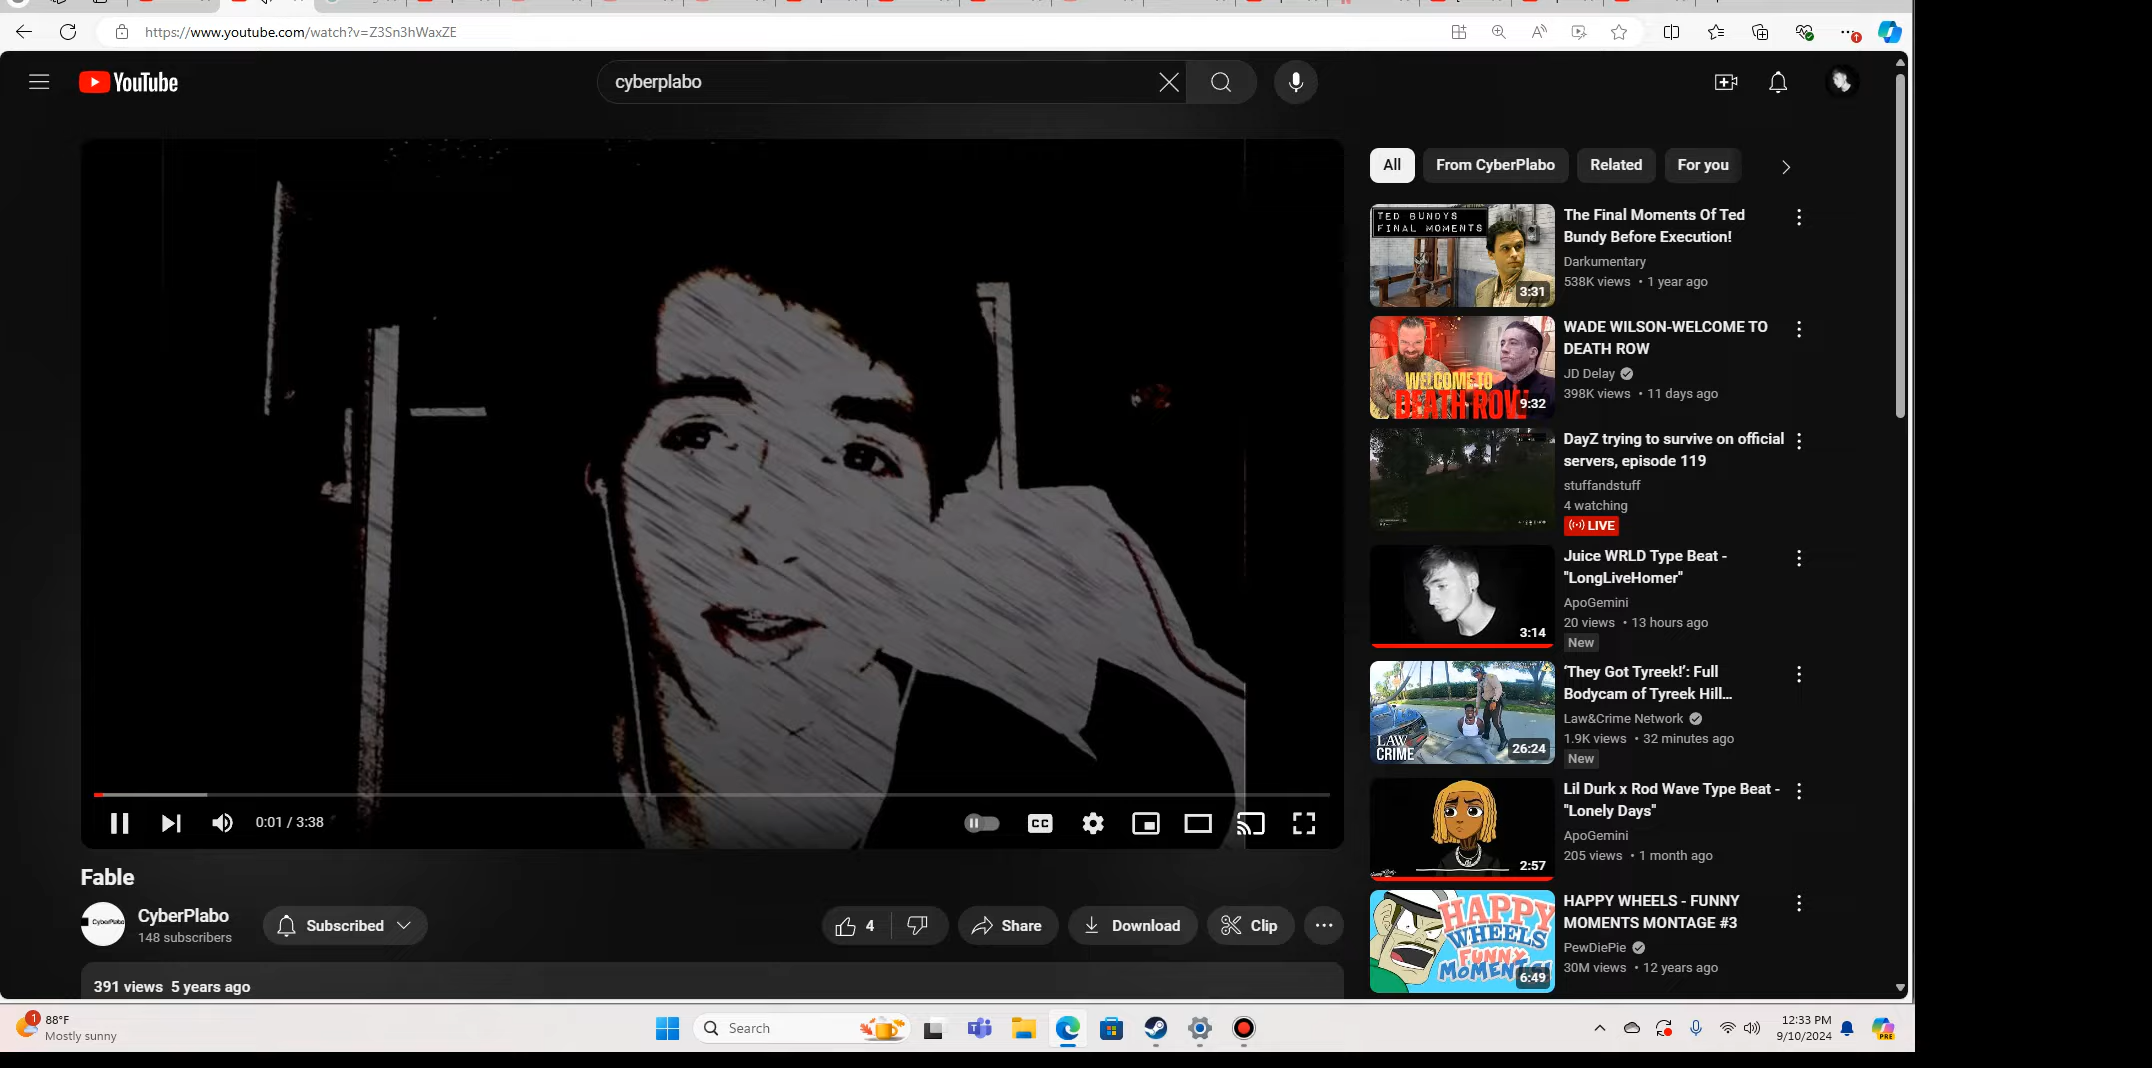 https://www.youtube.com/watch?v=Z3Sn3hWaxZE
YouTube
cyberplabo
All
From CyberPlabo
Related
For you
TED BUNDYS
FINAL MOMENTS
3:31
The Final Moments Of Ted
Bundy Before Execution!
Darkumentary
538K views • 1 year ago
WELCOME TO
DEATH ROW
9:32
WADE WILSON-WELCOME TO
DEATH ROW
JD Delay
398K views • 11 days ago
DayZ trying to survive on official
servers, episode 119
stuffandstuff
4 watching
LIVE
3:14
Juice WRLD Type Beat -
"LongLiveHomer"
ApoGemini
20 views • 13 hours ago
New
LAW
CRIME
26:24
‘They Got Tyreek!’: Full
Bodycam of Tyreek Hill...
Law&Crime Network
1.9K views • 32 minutes ago
New
2:57
Lil Durk x Rod Wave Type Beat -
"Lonely Days"
ApoGemini
205 views • 1 month ago
HAPPY
WHEELS
FUNNY
MOMENTS!
6:49
HAPPY WHEELS - FUNNY
MOMENTS MONTAGE #3
PewDiePie
30M views • 12 years ago
0:01 / 3:38
CC
Fable
CyberPlabo
CyberPlabo
148 subscribers
Subscribed
4
Share
Download
Clip
391 views 5 years ago
1
88°F
Mostly sunny
Search
12:33 PM
9/10/2024
PRE